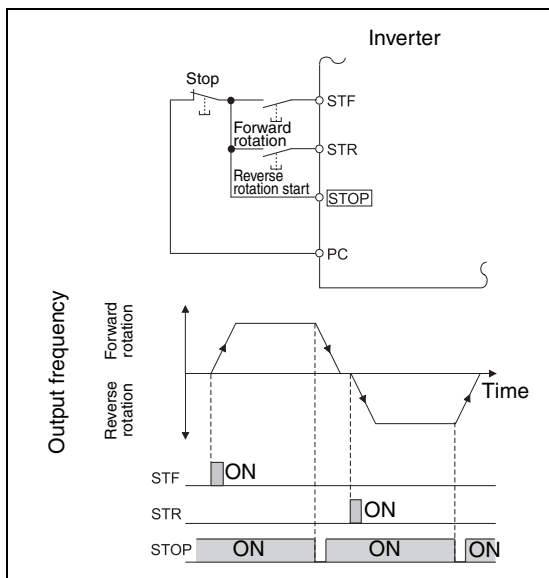 Inverter
Stop
STF
Forward
rotation
STR
Reverse
rotation start
STOP
PC
Output frequency
Forward
rotation
Reverse
rotation
Time
STF
ON
STR
ON
STOP
ON
ON
ON